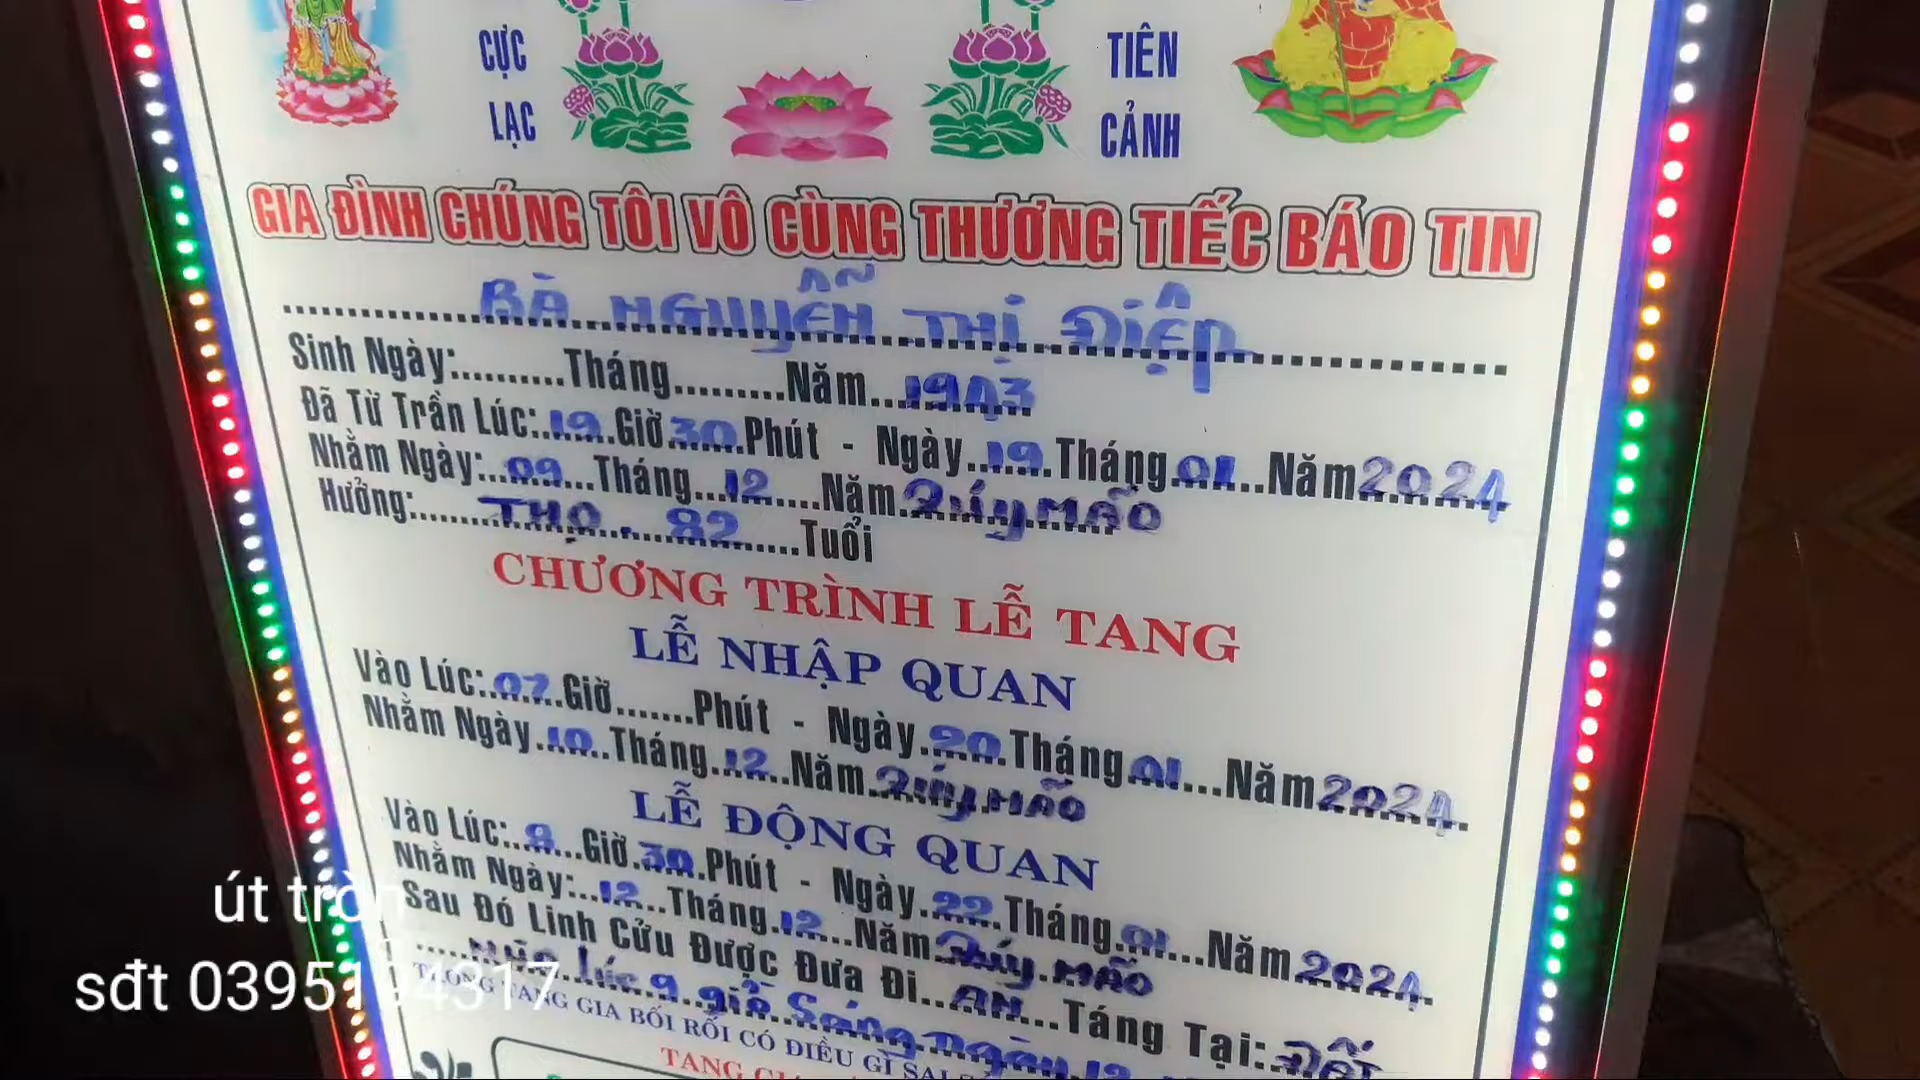 CỰC
LẠC
TIÊN
CẢNH
GIA ĐÌNH CHÚNG TÔI VÔ CÙNG THƯƠNG TIẾC BÁO TIN
BÀ NGUYỄN THỊ ĐIỆP
Sinh Ngày:..........Tháng.........Năm...1943
Đã Từ Trần Lúc:..19..Giờ.30..Phút - Ngày..19..Tháng.01...Năm 2024
Nhằm Ngày:..09...Tháng...12....Năm.Quý MÃO
Hưởng:......THỌ. 82......Tuổi
CHƯƠNG TRÌNH LỄ TANG
LỄ NHẬP QUAN
Vào Lúc:.07..Giờ.......Phút - Ngày.20.Tháng.01...Năm 2024
Nhằm Ngày.10..Tháng.12..Năm.Quý MÃO
LỄ ĐỘNG QUAN
Vào Lúc:.8...Giờ.30.Phút - Ngày.22.Tháng.01...Năm 2024
Nhằm Ngày:..12...Tháng.12...Năm Quý MÃO
Sau Đó Linh Cửu Được Đưa Đi..AN...Táng Tại:.ĐẤT
lúc 9 giờ Sáng ngày 12
TRONG TANG GIA BỐI RỐI CÓ ĐIỀU GÌ SAI
TANG
út tròn
sđt 0395194317